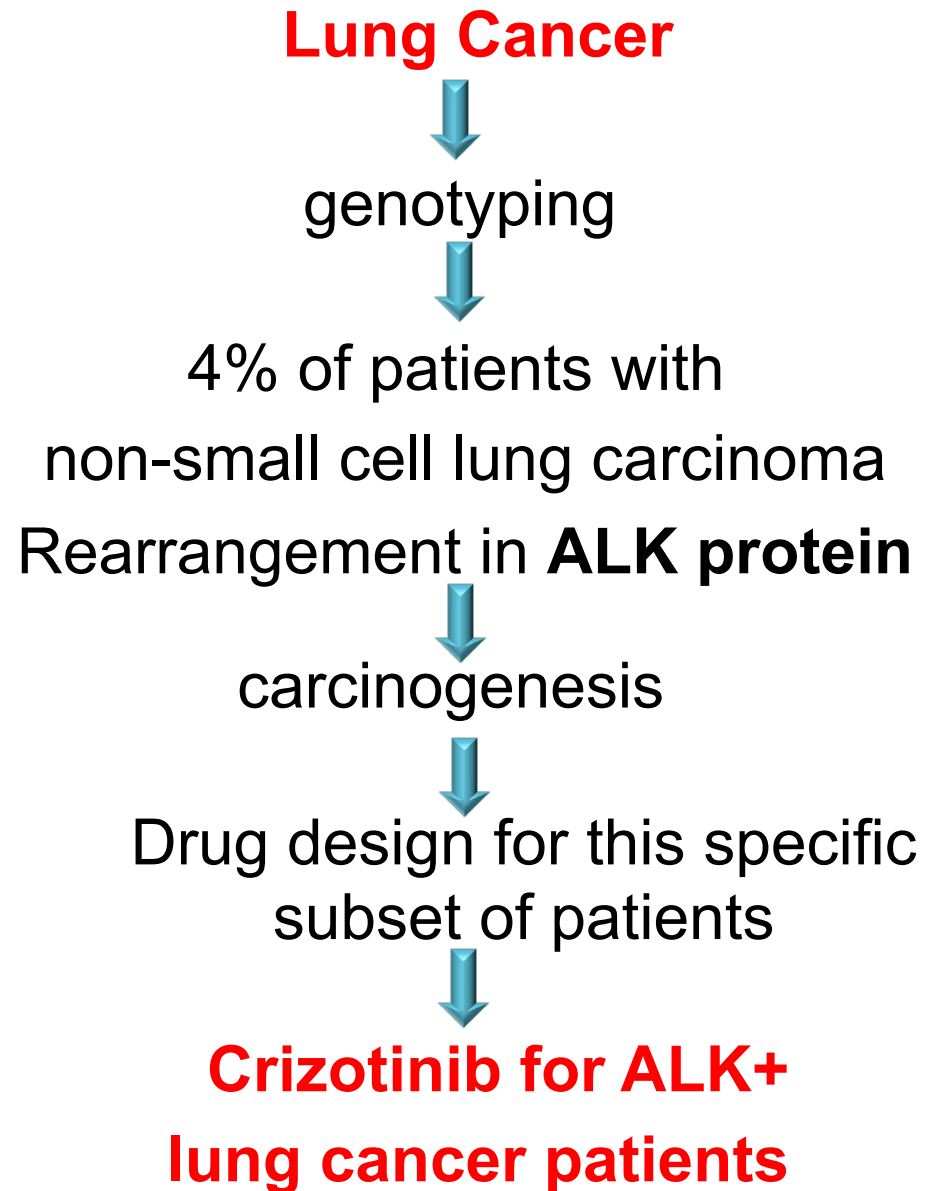 Lung Cancer
genotyping
4% of patients with
non-small cell lung carcinoma
Rearrangement in ALK protein
carcinogenesis
Drug design for this specific
subset of patients
Crizotinib for ALK+
lung cancer patients